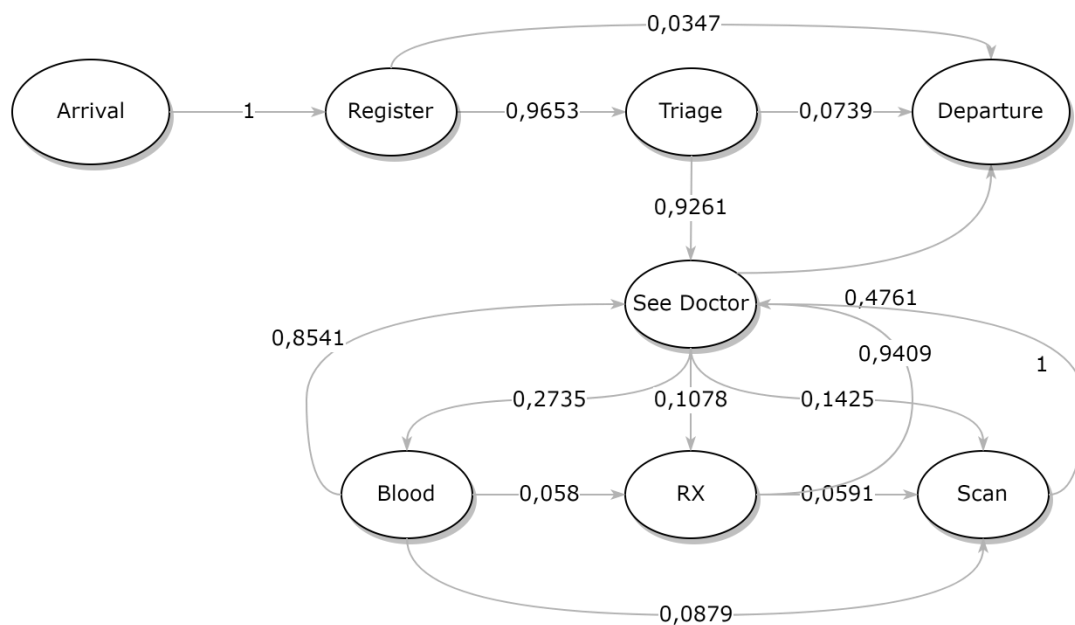 0,0347
Arrival
1
Register
0,9653
Triage
0,0739
Departure
0,9261
See Doctor
0,4761
0,8541
0,9409
1
0,2735
0,1078
0,1425
Blood
0,058
RX
0,0591
Scan
0,0879